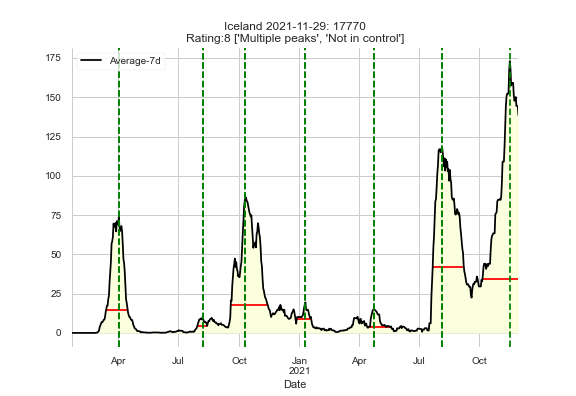 Iceland 2021-11-29: 17770
Rating:8 ['Multiple peaks', 'Not in control']
Average-7d
175
150
125
100
75
50
25
0
Apr Jul Oct Jan Apr Jul Oct
2021
Date